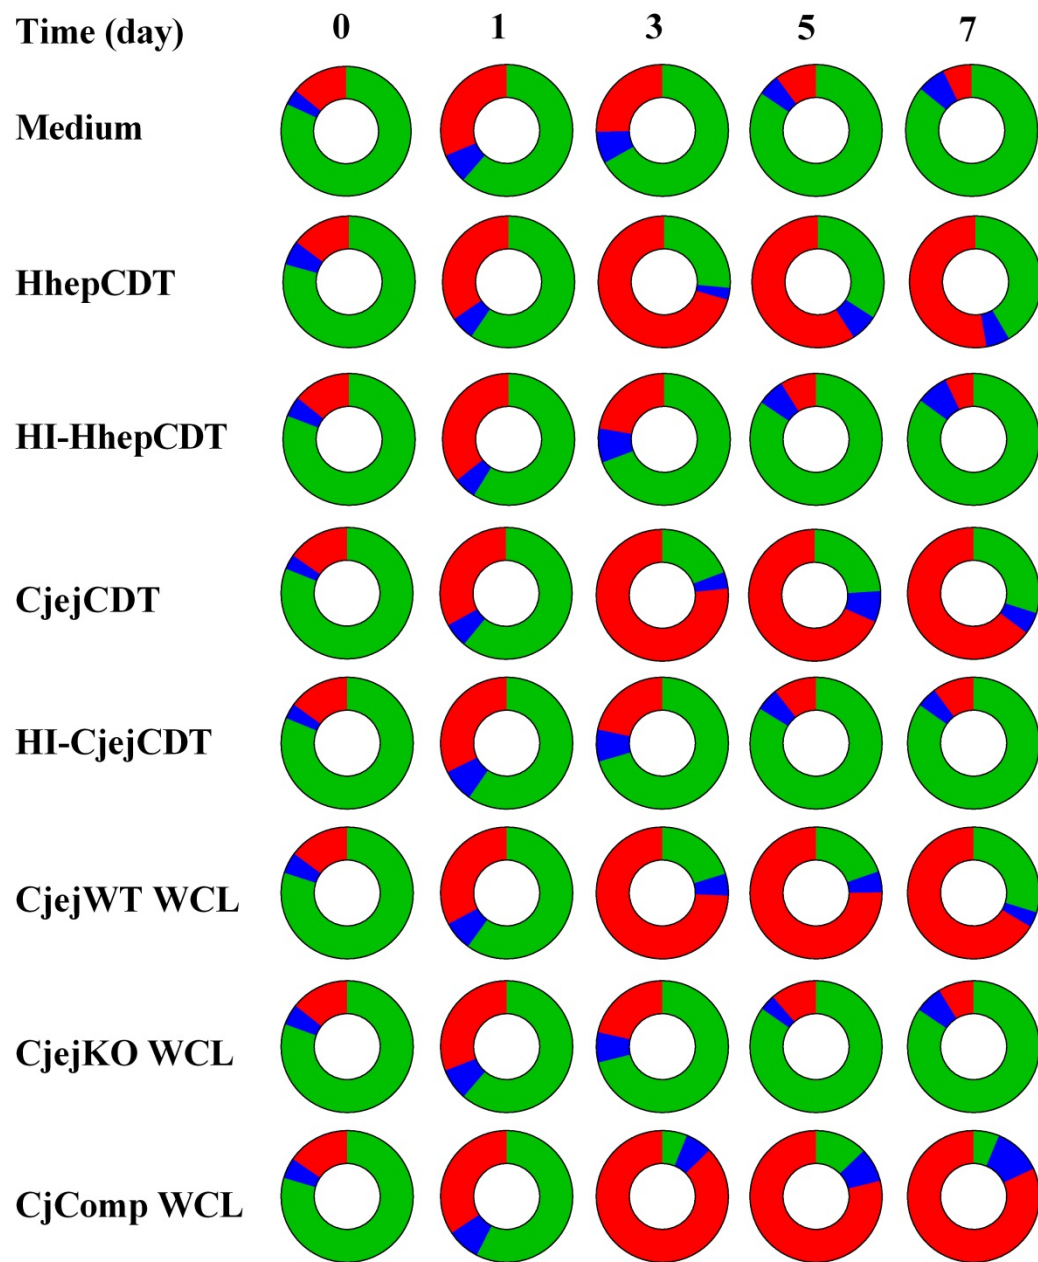 Time (day) 0 1 3 5 7
Medium
HhepCDT
HI-HhepCDT
CjejCDT
HI-CjejCDT
CjejWT WCL
CjejKO WCL
CjComp WCL